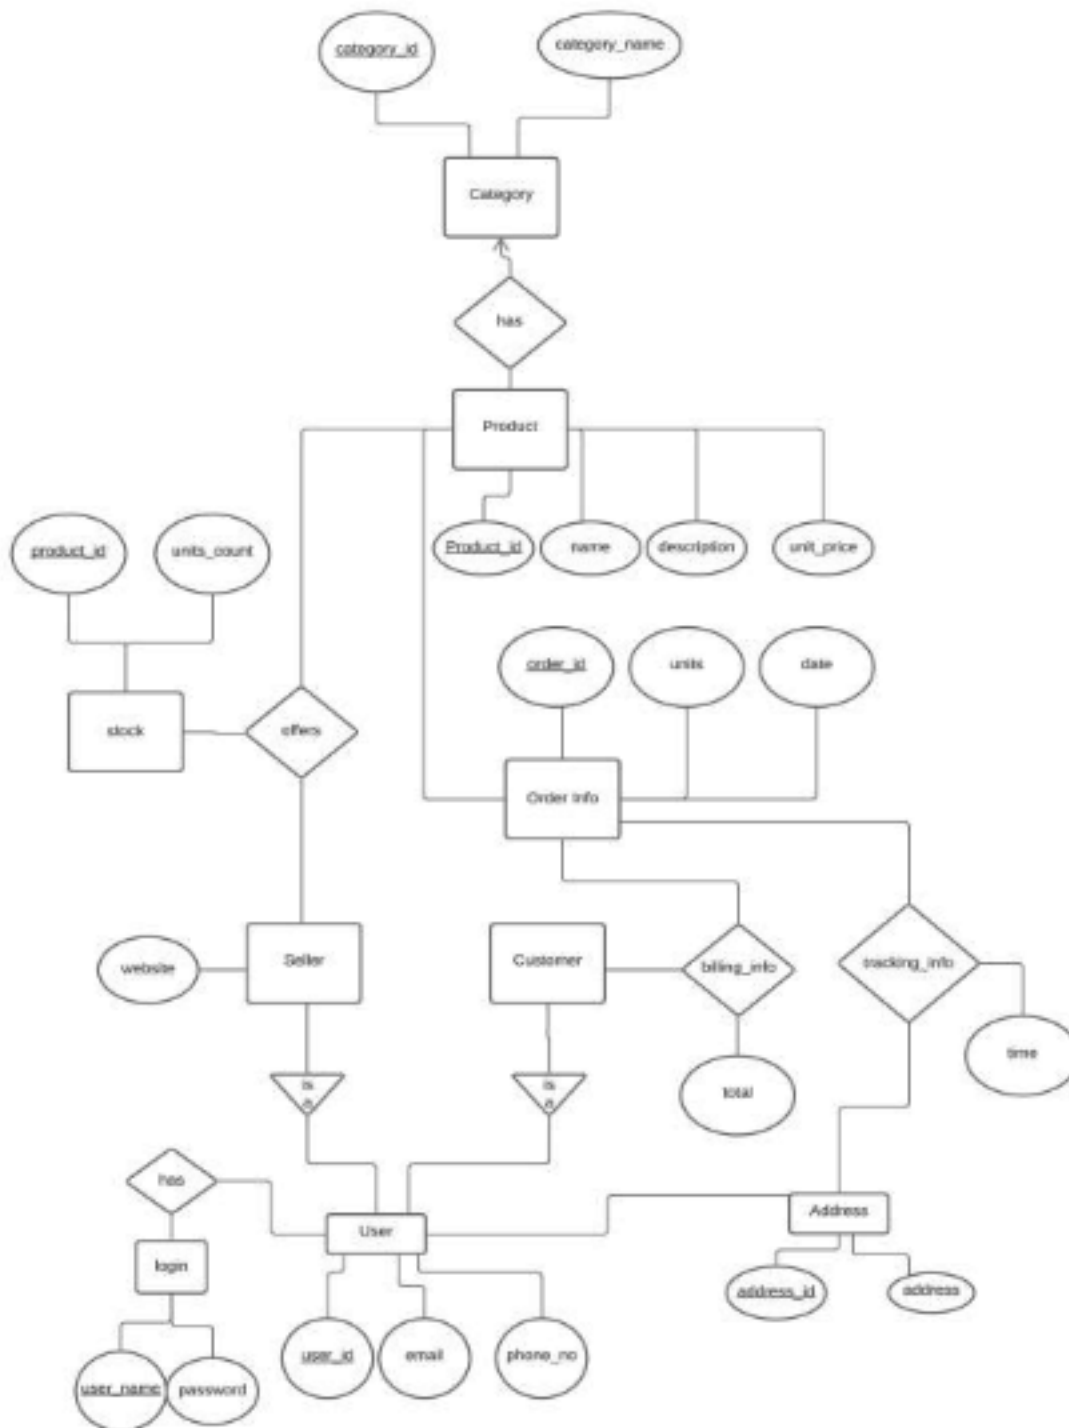 category_id
category_name
Category
has
Product
Product_id
name
description
unit_price
product_id
units_count
order_id
units
date
stock
offers
Order Info
Seller
website
Customer
billing_info
tracking_info
time
total
is
a
is
a
has
User
Address
login
address_id
address
user_id
email
phone_no
user_name
password